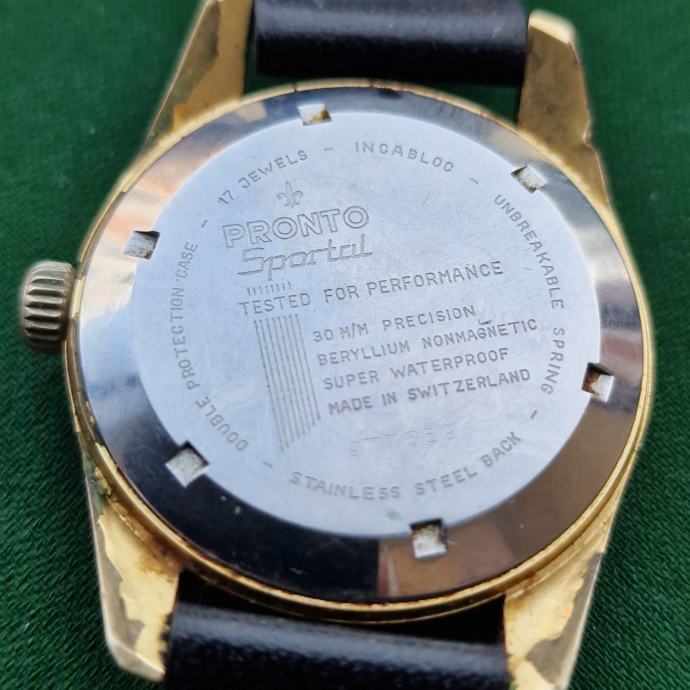 DOUBLE PROTECTION CASE - 17 JEWELS - INCABLOC - UNBREAKABLE SPRING - STAINLESS STEEL BACK -
PRONTO
Sportal
TESTED FOR PERFORMANCE
30 M/M PRECISION
BERYLLIUM NONMAGNETIC
SUPER WATERPROOF
MADE IN SWITZERLAND